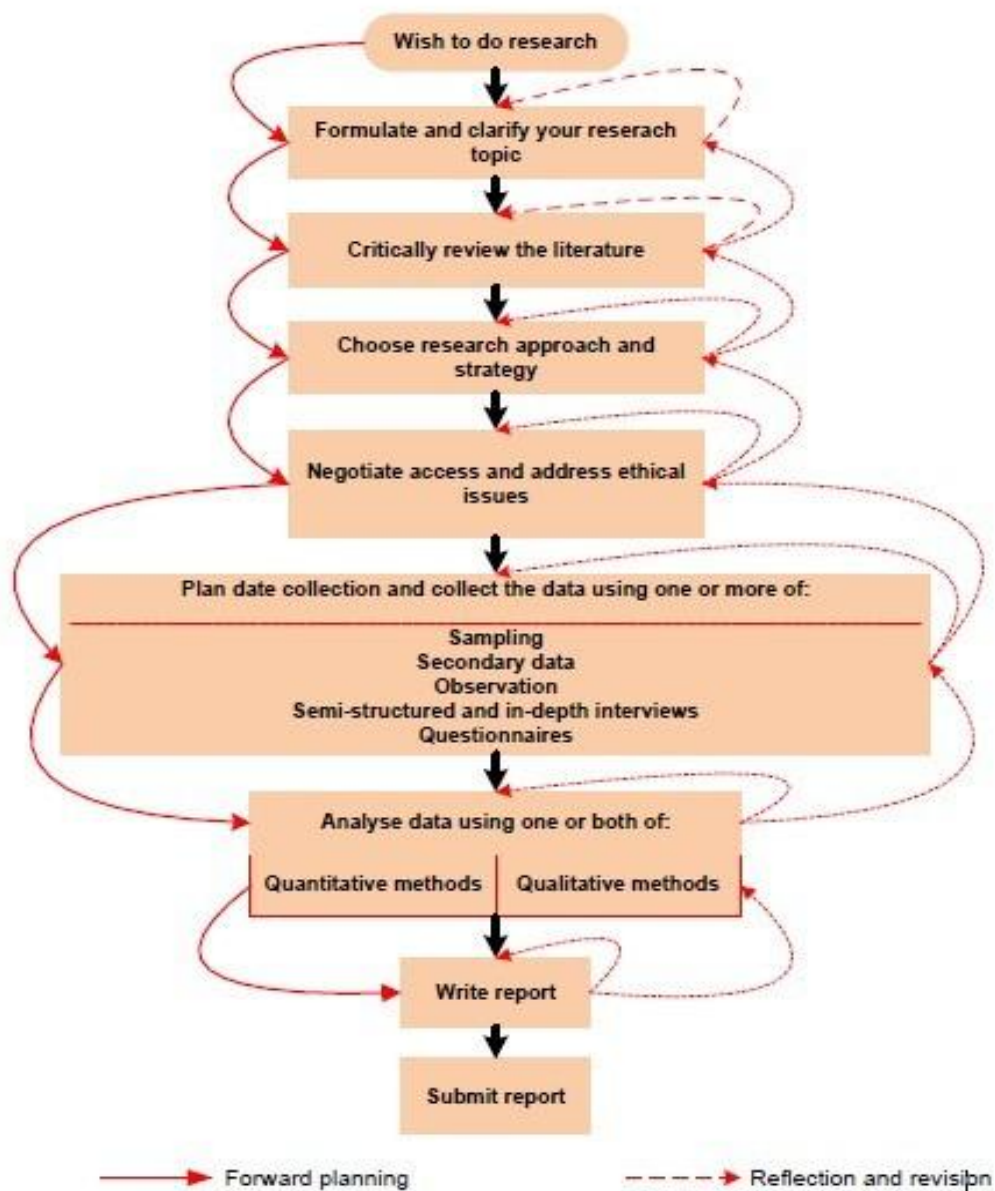 Wish to do research
Formulate and clarify your reserach
topic
Critically review the literature
Choose research approach and
strategy
Negotiate access and address ethical
issues
Plan date collection and collect the data using one or more of:
Sampling
Secondary data
Observation
Semi-structured and in-depth interviews
Questionnaires
Analyse data using one or both of:
Quantitative methods
Qualitative methods
Write report
Submit report
Forward planning
Reflection and revision